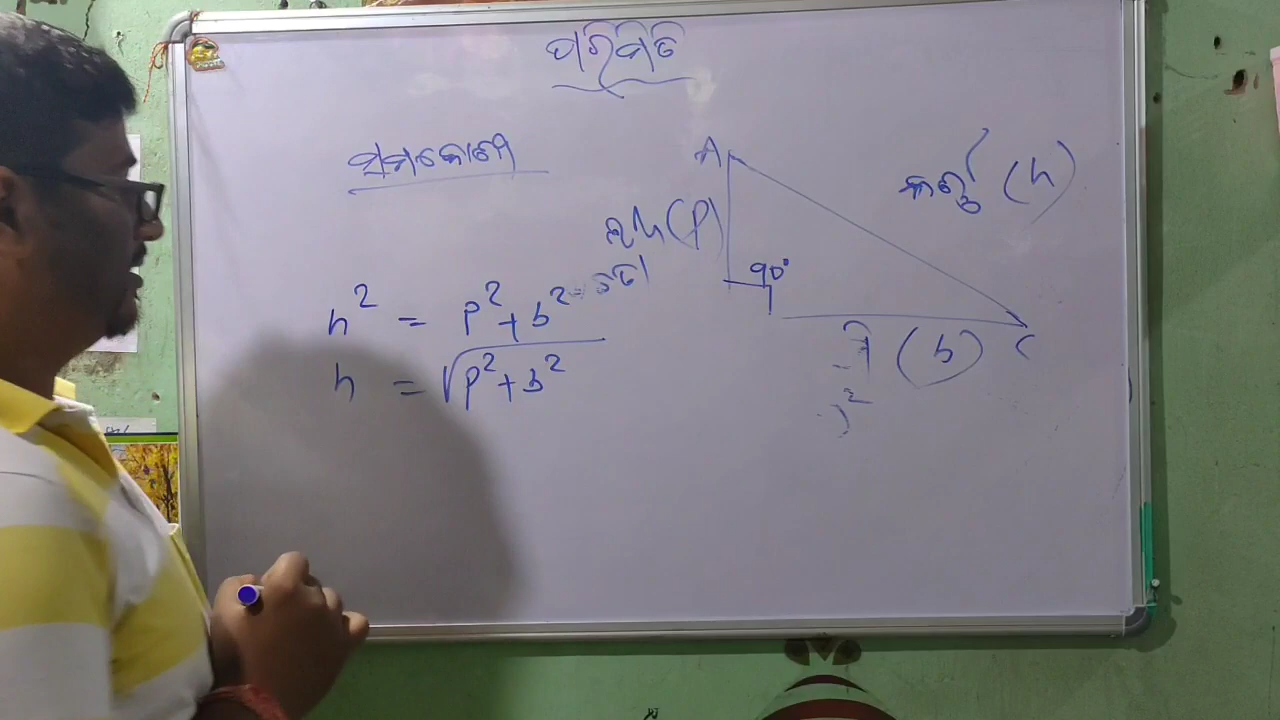 ପରିମିତି
ସମକୋଣୀ
A
କର୍ଣ୍ଣ (h)
ଲମ୍ବ (p)
90°
h² = p² + b²
(b) C
h = √p² + b²